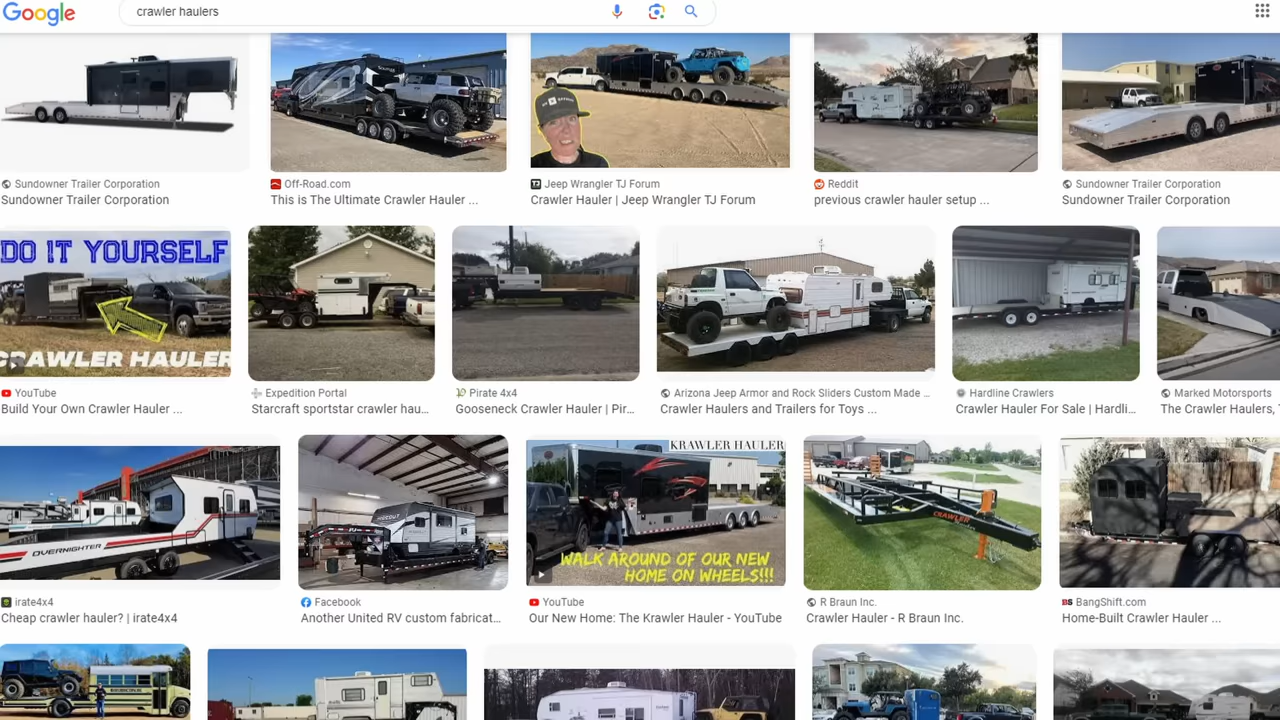 Google
crawler haulers
Sundowner Trailer Corporation
Sundowner Trailer Corporation
Off-Road.com
This is The Ultimate Crawler Hauler ...
Jeep Wrangler TJ Forum
Crawler Hauler | Jeep Wrangler TJ Forum
Reddit
previous crawler hauler setup ...
Sundowner Trailer Corporation
Sundowner Trailer Corporation
DO IT YOURSELF
CRAWLER HAULER
YouTube
Build Your Own Crawler Hauler ...
Expedition Portal
Starcraft sportstar crawler hau...
Pirate 4x4
Gooseneck Crawler Hauler | Pir...
Arizona Jeep Armor and Rock Sliders Custom Made ...
Crawler Haulers and Trailers for Toys ...
Hardline Crawlers
Crawler Hauler For Sale | Hardli...
Marked Motorsports
The Crawler Haulers,
OVERNIGHTER
irate4x4
Cheap crawler hauler? | irate4x4
Facebook
Another United RV custom fabricat...
KRAWLER HAULER
WALK AROUND OF OUR NEW
HOME ON WHEELS!!!
YouTube
Our New Home: The Krawler Hauler - YouTube
CRAWLER
R Braun Inc.
Crawler Hauler - R Braun Inc.
BS BangShift.com
Home-Built Crawler Hauler ...